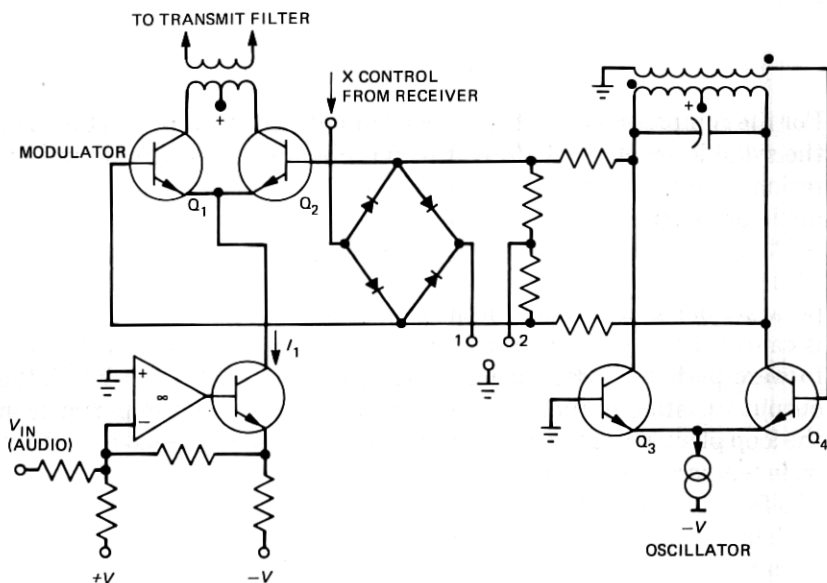 TO TRANSMIT FILTER
+
X CONTROL
FROM RECEIVER
+
MODULATOR
Q1
Q2
1
2
I1
+
∞
−
VIN
(AUDIO)
+V
−V
Q3
Q4
−V
OSCILLATOR